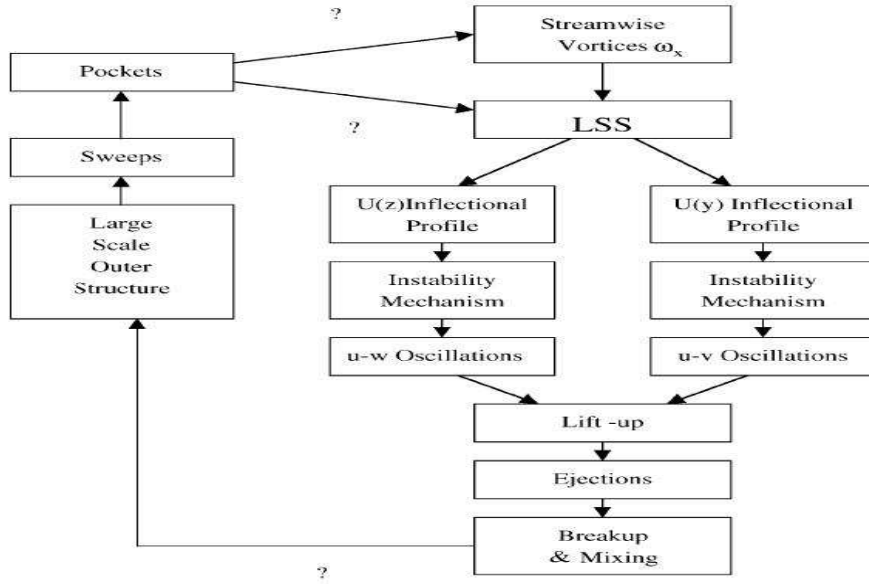 ?
Streamwise
Vortices ωx
Pockets
?
LSS
Sweeps
Large
Scale
Outer
Structure
U(z)Inflectional
Profile
U(y) Inflectional
Profile
Instability
Mechanism
Instability
Mechanism
u-w Oscillations
u-v Oscillations
Lift -up
Ejections
Breakup
& Mixing
?